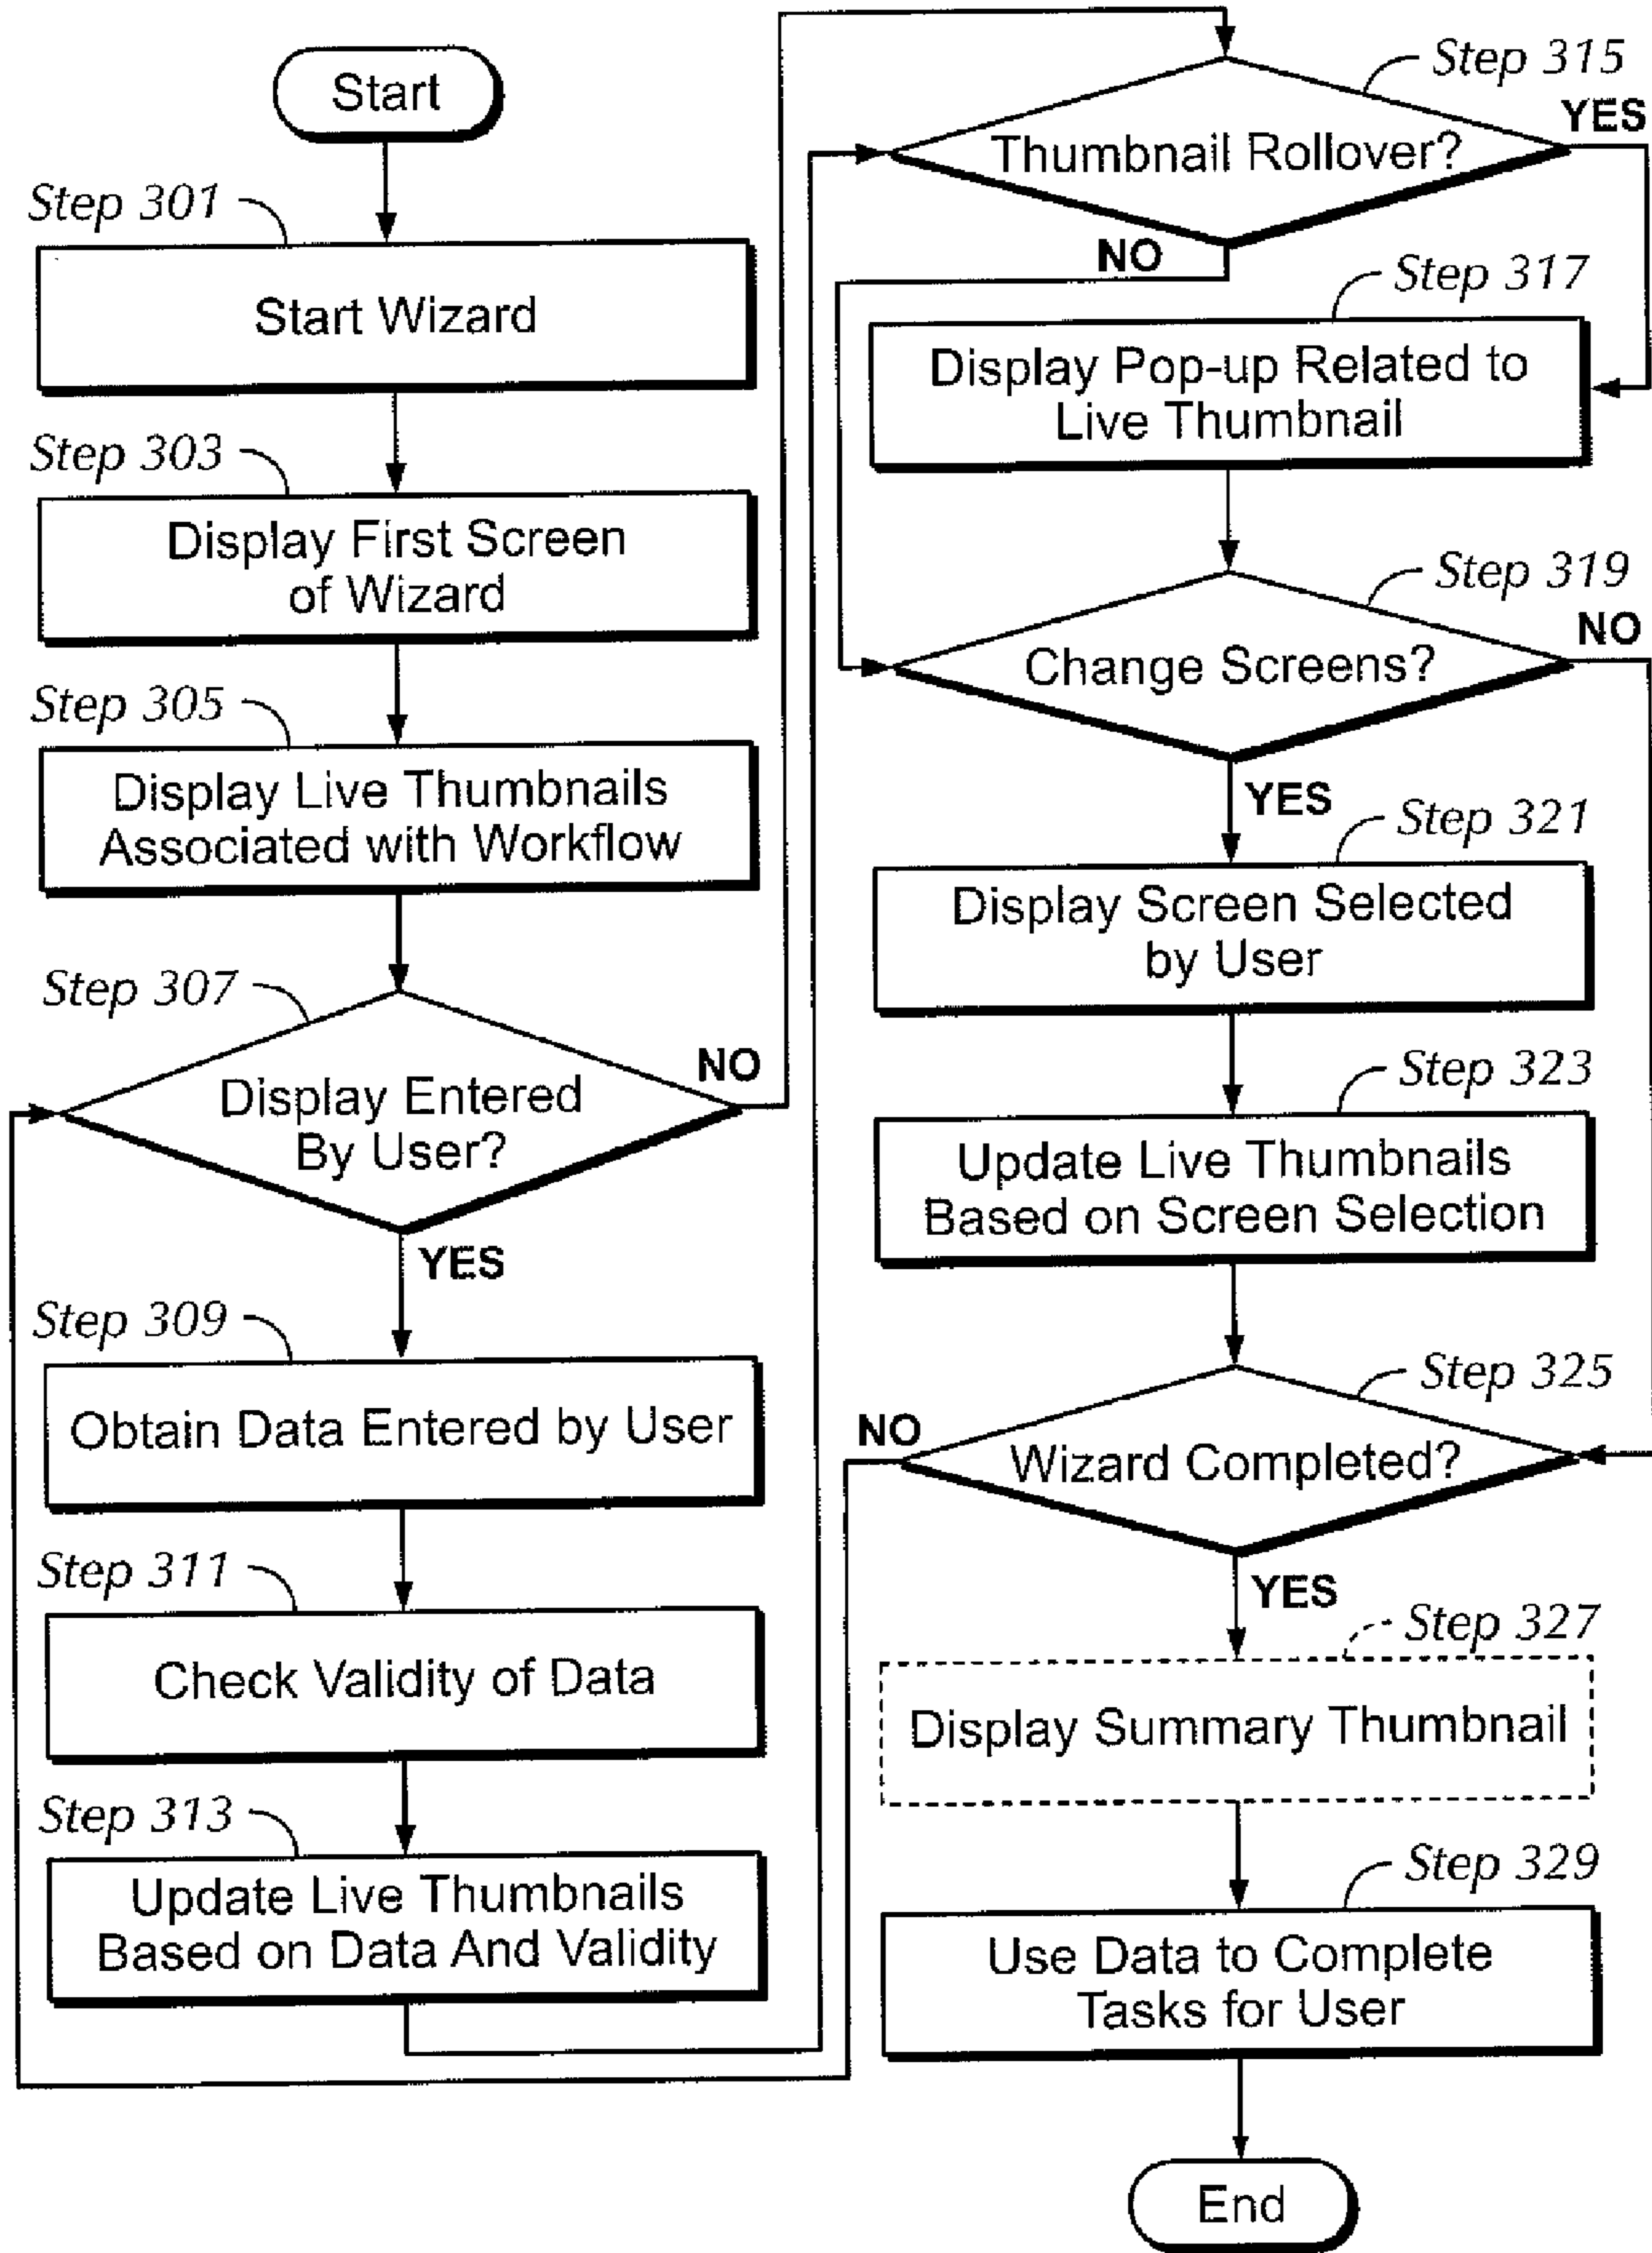 Start
Step 301
Start Wizard
Step 303
Display First Screen
of Wizard
Step 305
Display Live Thumbnails
Associated with Workflow
Step 307
NO
Display Entered
By User?
YES
Step 309
Obtain Data Entered by User
Step 311
Check Validity of Data
Step 313
Update Live Thumbnails
Based on Data And Validity
Step 315
YES
Thumbnail Rollover?
NO
Step 317
Display Pop-up Related to
Live Thumbnail
Step 319
NO
Change Screens?
YES
Step 321
Display Screen Selected
by User
Step 323
Update Live Thumbnails
Based on Screen Selection
Step 325
NO
Wizard Completed?
YES
Step 327
Display Summary Thumbnail
Step 329
Use Data to Complete
Tasks for User
End